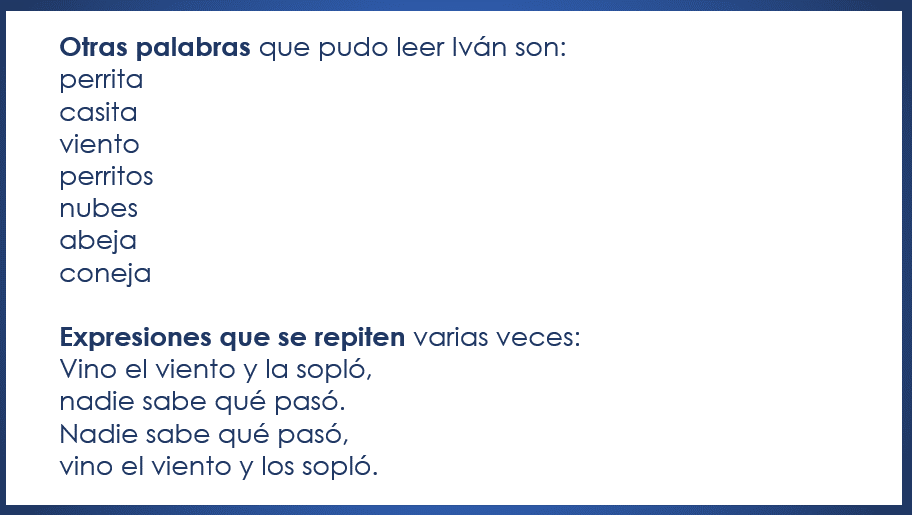 Otras palabras que pudo leer Iván son:
perrita
casita
viento
perritos
nubes
abeja
coneja
Expresiones que se repiten varias veces:
Vino el viento y la sopló,
nadie sabe qué pasó.
Nadie sabe qué pasó,
vino el viento y los sopló.